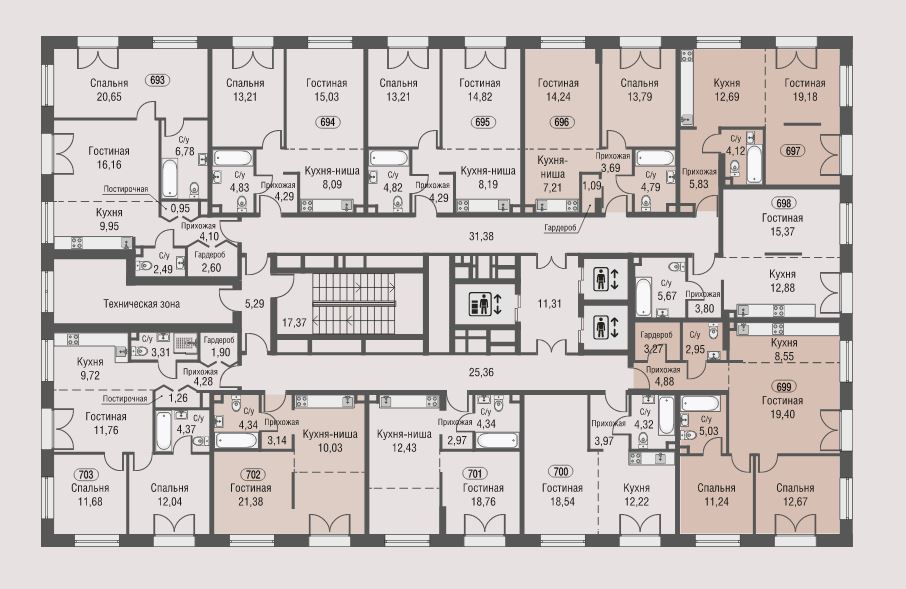 Спальня
20,65
693
Гостиная
16,16
С/у
6,78
Постирочная
0,95
Кухня
9,95
Прихожая
4,10
С/у
2,49
Гардероб
2,60
Спальня
13,21
Гостиная
15,03
694
С/у
4,83
Прихожая
4,29
Кухня-ниша
8,09
Спальня
13,21
Гостиная
14,82
695
С/у
4,82
Прихожая
4,29
Кухня-ниша
8,19
Гостиная
14,24
696
Спальня
13,79
Кухня-
ниша
7,21
Прихожая
3,69
1,09
Гардероб
С/у
4,79
Кухня
12,69
Гостиная
19,18
697
С/у
4,12
Прихожая
5,83
698
Гостиная
15,37
Кухня
12,88
С/у
5,67
Прихожая
3,80
31,38
Техническая зона
5,29
17,37
11,31
25,36
Кухня
9,72
С/у
3,31
Гардероб
1,90
Прихожая
4,28
Постирочная
1,26
Гостиная
11,76
С/у
4,37
703
Спальня
11,68
Спальня
12,04
С/у
4,34
Прихожая
3,14
Кухня-ниша
10,03
702
Гостиная
21,38
Кухня-ниша
12,43
Прихожая
2,97
С/у
4,34
701
Гостиная
18,76
700
Гостиная
18,54
Прихожая
3,97
С/у
4,32
Кухня
12,22
Гардероб
3,27
С/у
2,95
Прихожая
4,88
Кухня
8,55
699
Гостиная
19,40
С/у
5,03
Спальня
11,24
Спальня
12,67